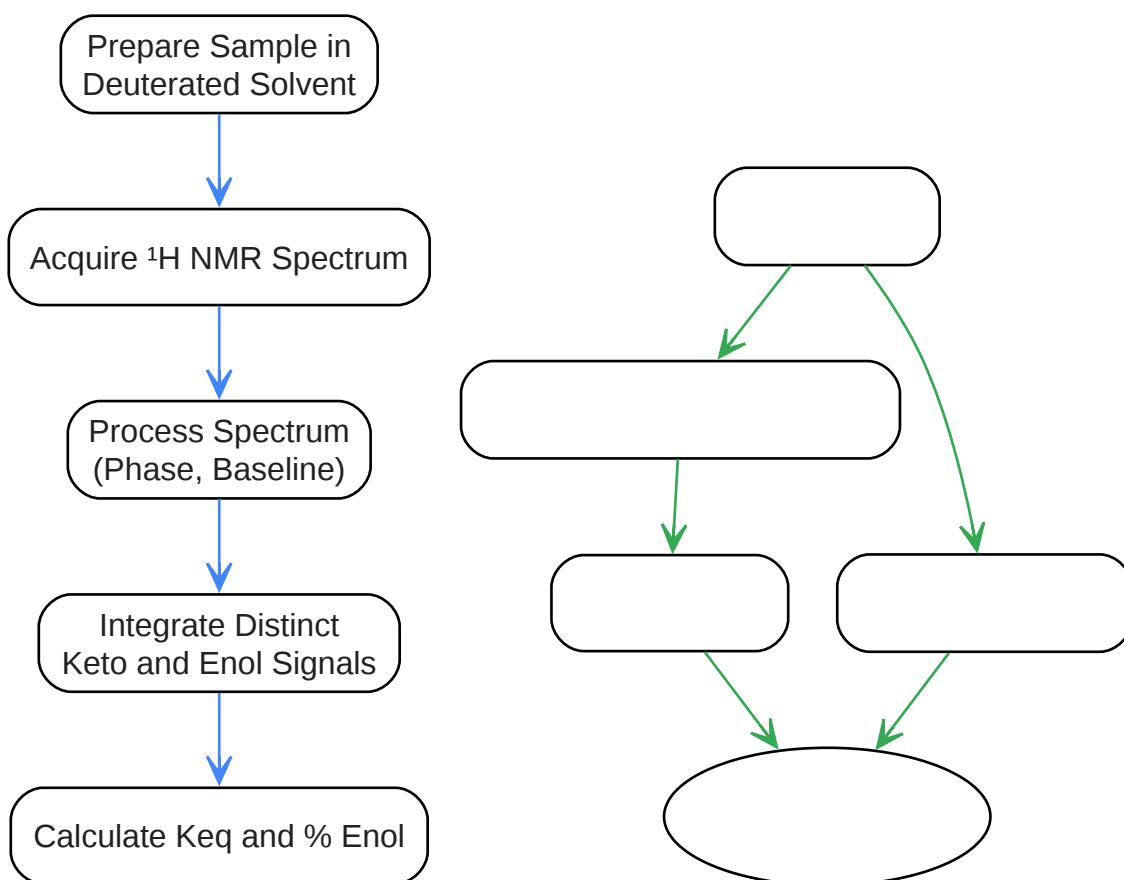 Prepare Sample in
Deuterated Solvent
Acquire ¹H NMR Spectrum
Process Spectrum
(Phase, Baseline)
Integrate Distinct
Keto and Enol Signals
Calculate Keq and % Enol